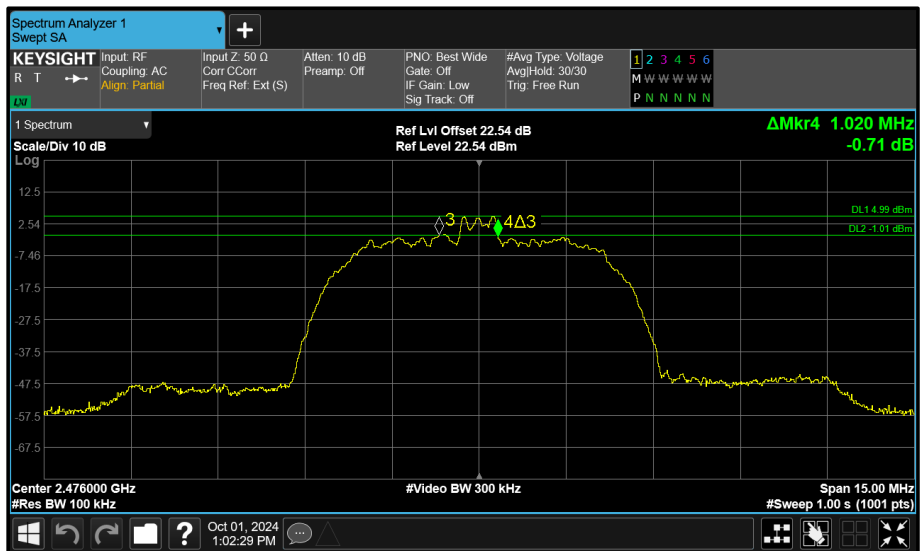 Spectrum Analyzer 1
Swept SA
+
KEYSIGHT
R T
LXI
Input: RF
Coupling: AC
Align: Partial
Input Z: 50 Ω
Corr CCorr
Freq Ref: Ext (S)
Atten: 10 dB
Preamp: Off
PNO: Best Wide
Gate: Off
IF Gain: Low
Sig Track: Off
#Avg Type: Voltage
Avg|Hold: 30/30
Trig: Free Run
1 2 3 4 5 6
M W W W W W
P N N N N N
1 Spectrum
Scale/Div 10 dB
Log
Ref Lvl Offset 22.54 dB
Ref Level 22.54 dBm
ΔMkr4 1.020 MHz
-0.71 dB
12.5
2.54
-7.46
-17.5
-27.5
-37.5
-47.5
-57.5
-67.5
3
4Δ3
DL1 4.99 dBm
DL2 -1.01 dBm
Center 2.476000 GHz
#Res BW 100 kHz
#Video BW 300 kHz
Span 15.00 MHz
#Sweep 1.00 s (1001 pts)
?
Oct 01, 2024
1:02:29 PM